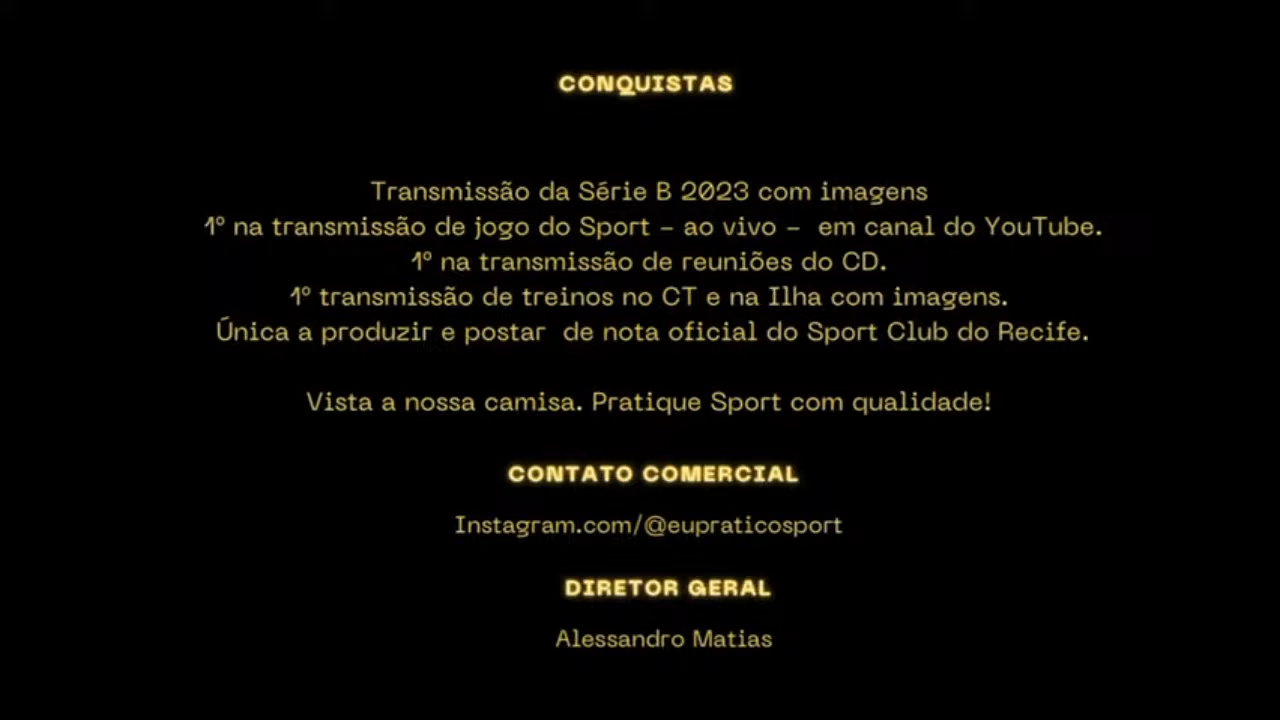 CONQUISTAS
Transmissão da Série B 2023 com imagens
1º na transmissão de jogo do Sport - ao vivo - em canal do YouTube.
1º na transmissão de reuniões do CD.
1º transmissão de treinos no CT e na Ilha com imagens.
Única a produzir e postar de nota oficial do Sport Club do Recife.
Vista a nossa camisa. Pratique Sport com qualidade!
CONTATO COMERCIAL
Instagram.com/@eupraticosport
DIRETOR GERAL
Alessandro Matias